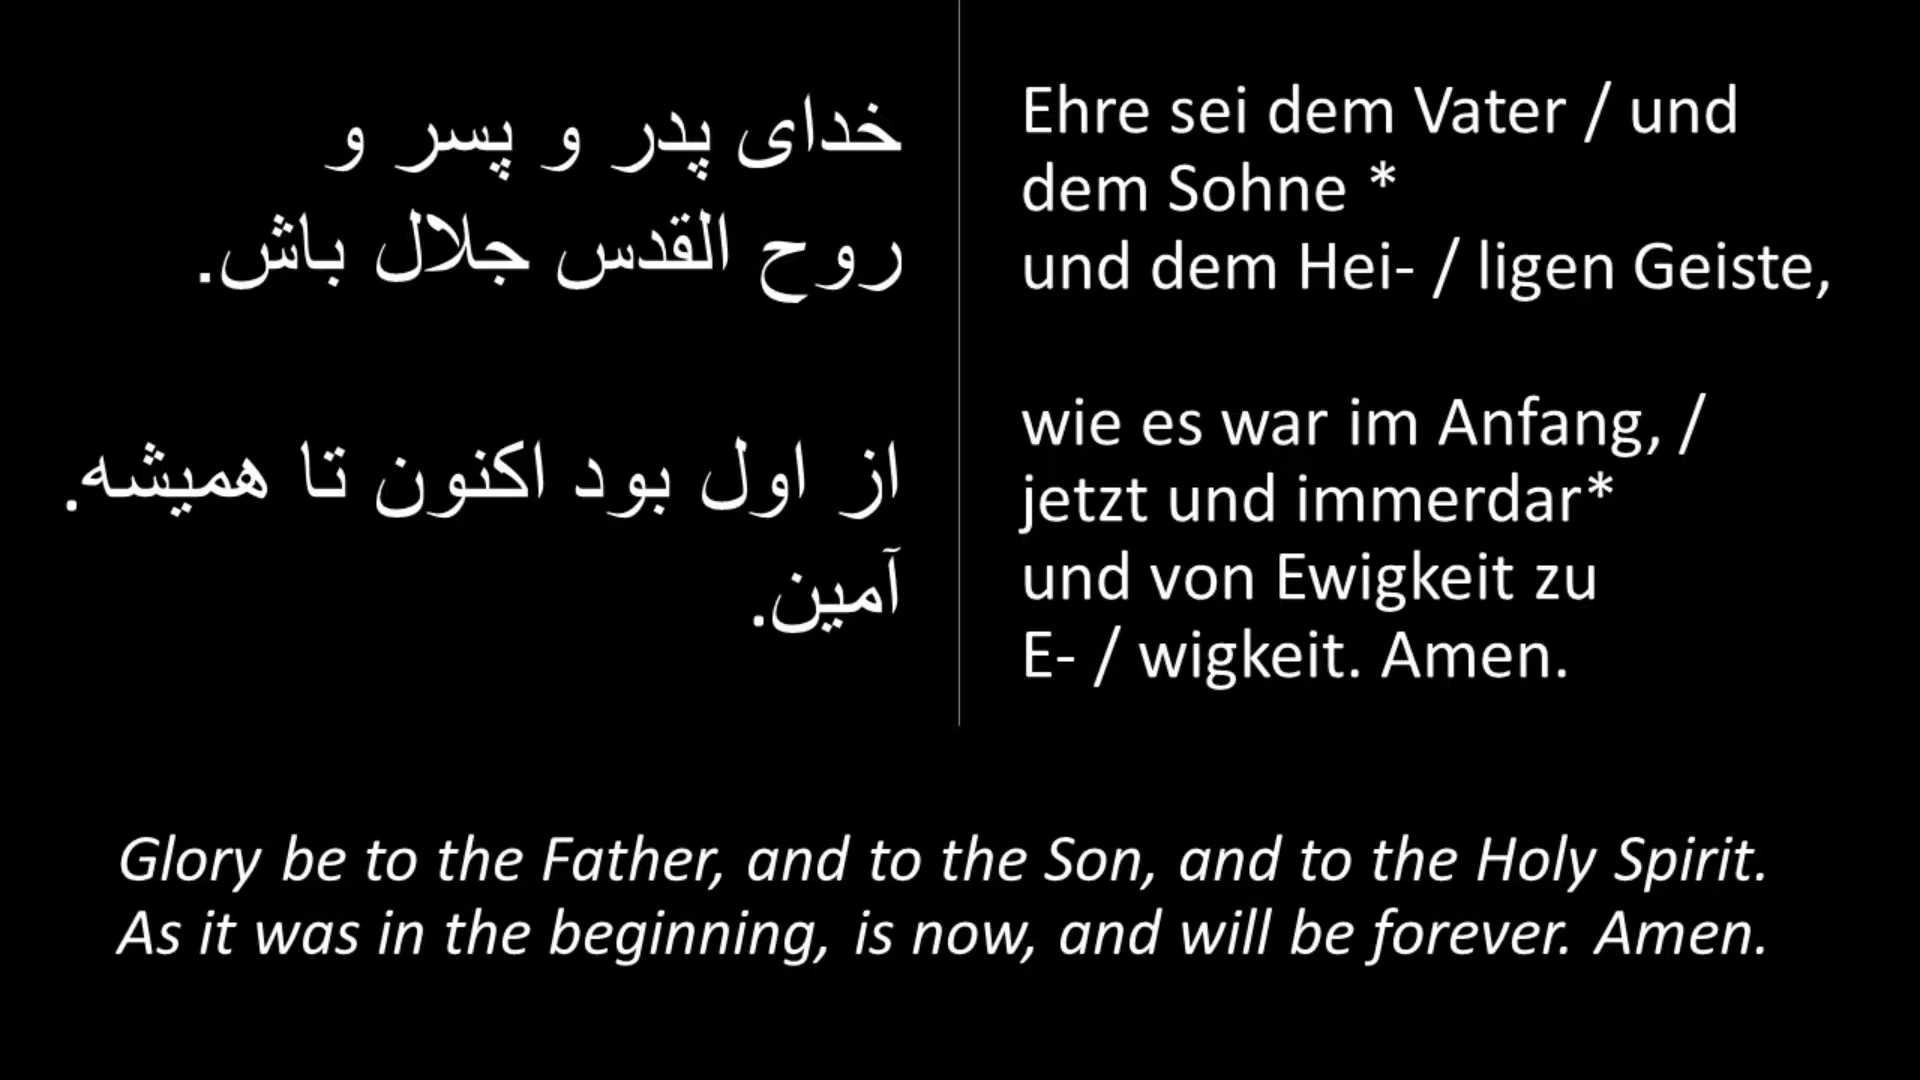 خدای پدر و پسر و
روح القدس جلال باش.
از اول بود اکنون تا همیشه.
آمین.
Ehre sei dem Vater / und
dem Sohne *
und dem Hei- / ligen Geiste,
wie es war im Anfang, /
jetzt und immerdar*
und von Ewigkeit zu
E- / wigkeit. Amen.
Glory be to the Father, and to the Son, and to the Holy Spirit.
As it was in the beginning, is now, and will be forever. Amen.